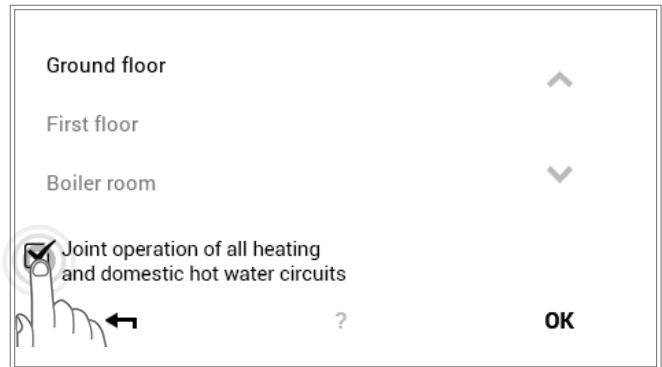 Ground floor
First floor
Boiler room
Joint operation of all heating
and domestic hot water circuits
? OK